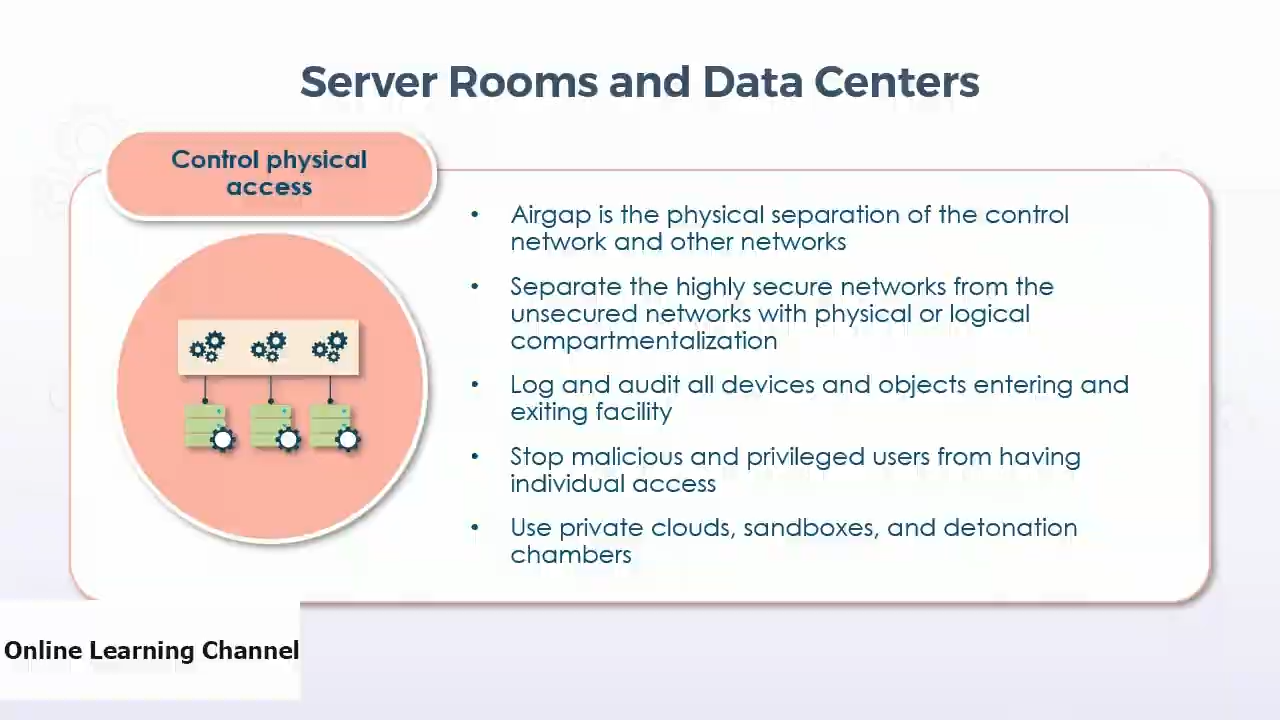 Server Rooms and Data Centers
Control physical
access
• Airgap is the physical separation of the control
network and other networks
• Separate the highly secure networks from the
unsecured networks with physical or logical
compartmentalization
• Log and audit all devices and objects entering and
exiting facility
• Stop malicious and privileged users from having
individual access
• Use private clouds, sandboxes, and detonation
chambers
Online Learning Channel